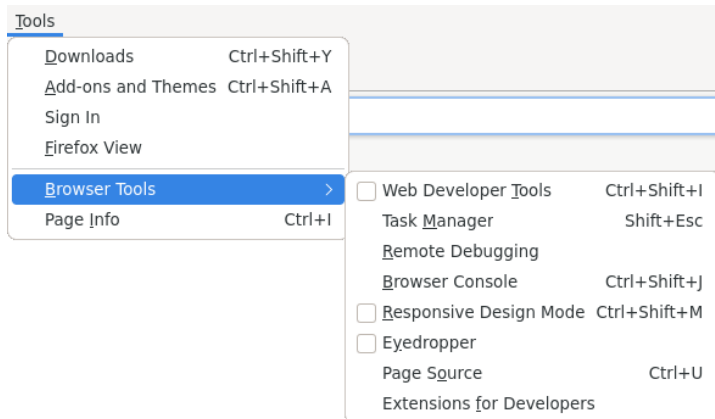 Tools
Downloads Ctrl+Shift+Y
Add-ons and Themes Ctrl+Shift+A
Sign In
Firefox View
Browser Tools
Page Info Ctrl+I
Web Developer Tools Ctrl+Shift+I
Task Manager Shift+Esc
Remote Debugging
Browser Console Ctrl+Shift+J
Responsive Design Mode Ctrl+Shift+M
Eyedropper
Page Source Ctrl+U
Extensions for Developers